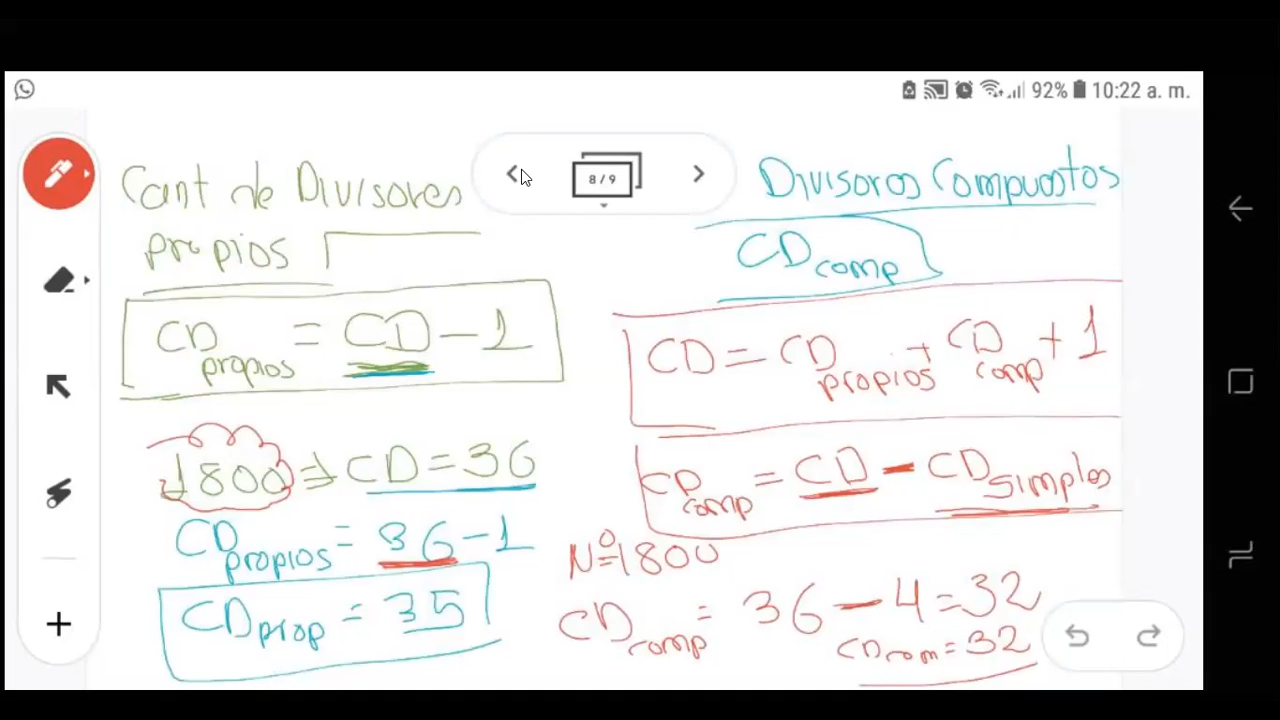 92% 10:22 a. m.
8/9
Cant de Divisores
propios
CD propios = CD - 1
1800 ⇒ CD = 36
CD propios = 36 - 1
CD prop = 35
Divisores Compuestos
CD comp
CD = CD propios + CD comp + 1
CD comp = CD - CD simples
Nº = 1800
CD comp = 36 - 4 = 32
CD com = 32